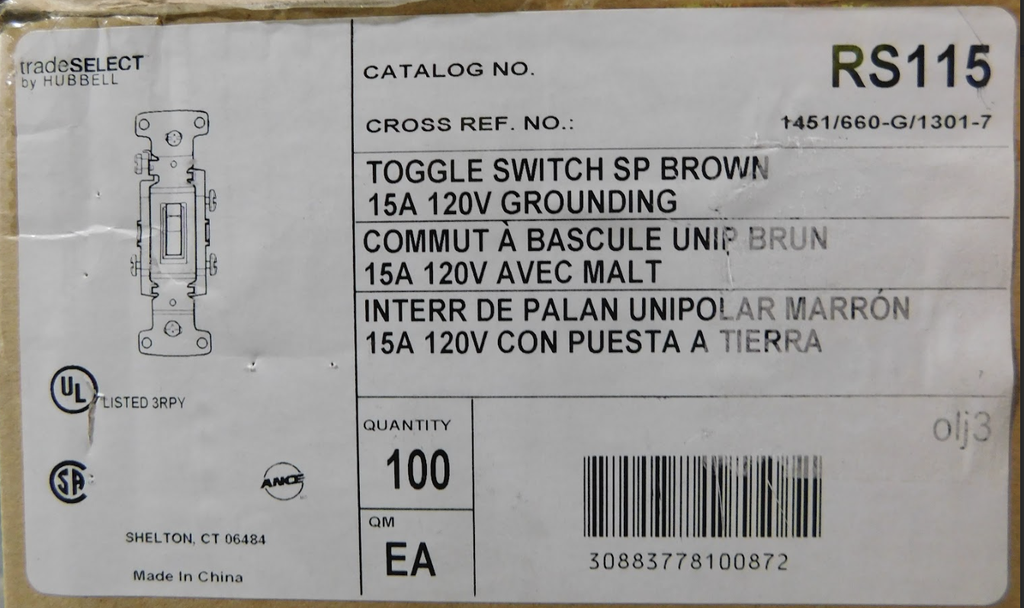 tradeSELECT
by HUBBELL
CATALOG NO. RS115
CROSS REF. NO.: 1451/660-G/1301-7
TOGGLE SWITCH SP BROWN
15A 120V GROUNDING
COMMUT À BASCULE UNIP BRUN
15A 120V AVEC MALT
INTERR DE PALAN UNIPOLAR MARRÓN
15A 120V CON PUESTA A TIERRA
UL LISTED 3RPY
SA
ANCE
SHELTON, CT 06484
Made In China
QUANTITY
100
QM
EA
olj3
30883778100872